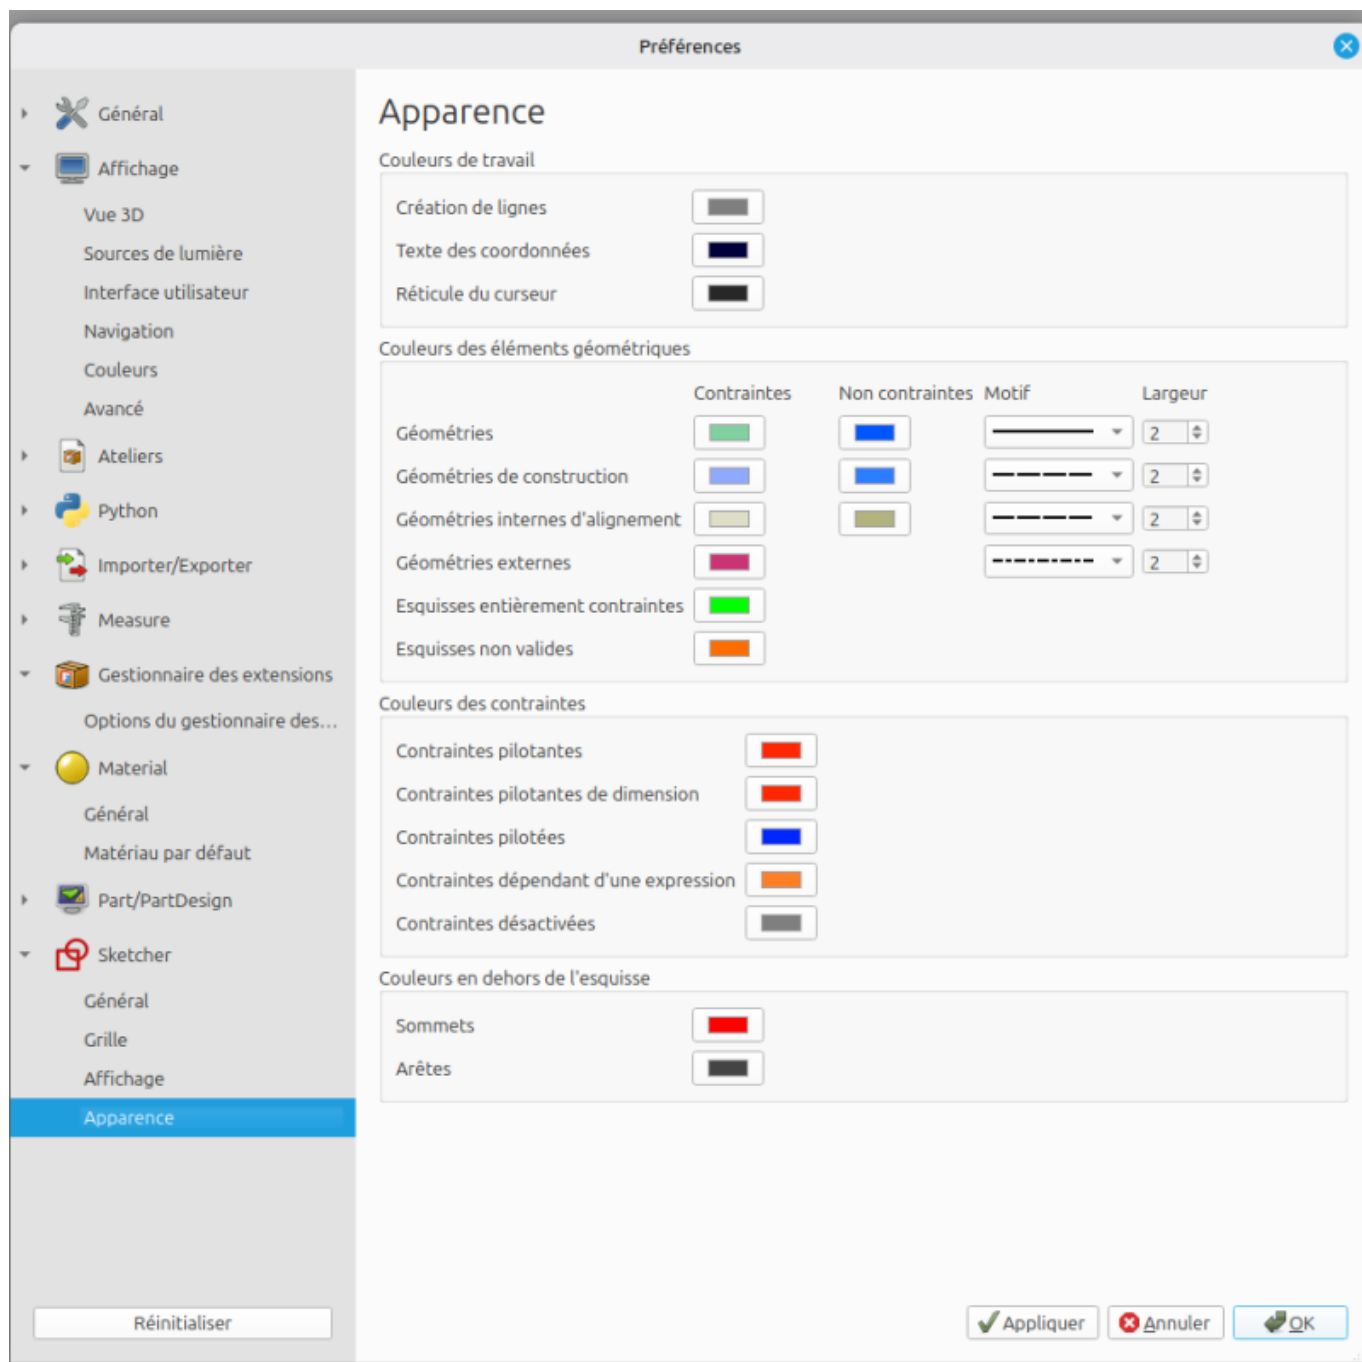 Préférences
Général
Affichage
Vue 3D
Sources de lumière
Interface utilisateur
Navigation
Couleurs
Avancé
Ateliers
Python
Importer/Exporter
Measure
Gestionnaire des extensions
Options du gestionnaire des...
Material
Général
Matériau par défaut
Part/PartDesign
Sketcher
Général
Grille
Affichage
Apparence
Réinitialiser
Apparence
Couleurs de travail
Création de lignes
Texte des coordonnées
Réticule du curseur
Couleurs des éléments géométriques
Contraintes Non contraintes Motif Largeur
Géométries 2
Géométries de construction 2
Géométries internes d'alignement 2
Géométries externes 2
Esquisses entièrement contraintes
Esquisses non valides
Couleurs des contraintes
Contraintes pilotantes
Contraintes pilotantes de dimension
Contraintes pilotées
Contraintes dépendant d'une expression
Contraintes désactivées
Couleurs en dehors de l'esquisse
Sommets
Arêtes
Appliquer Annuler OK